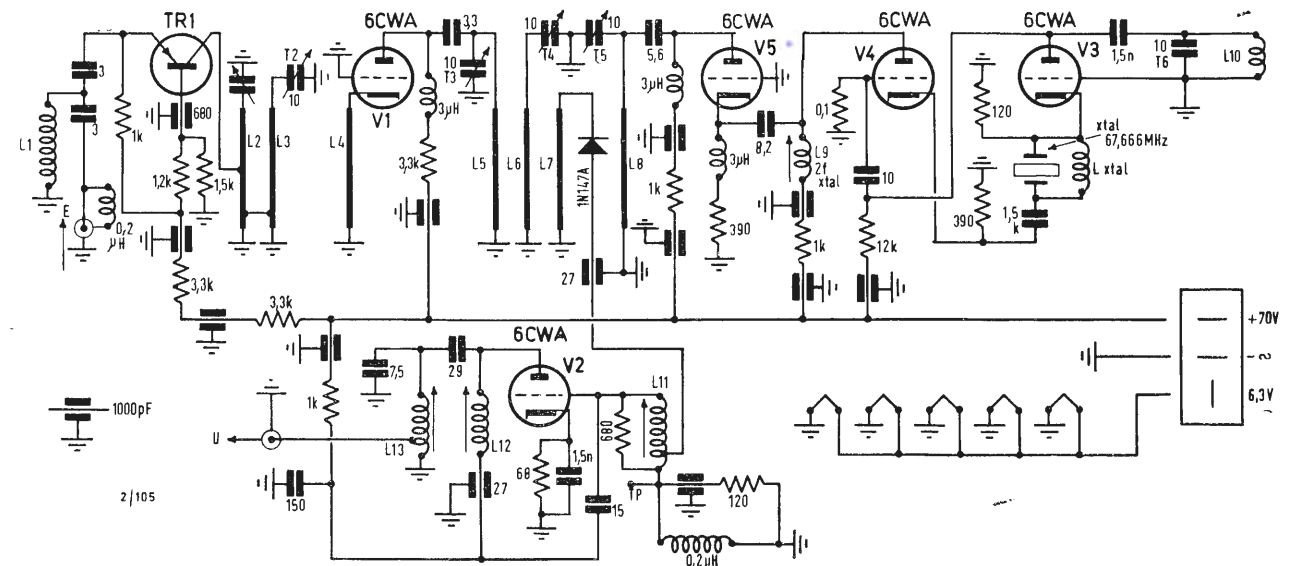 TR1
6CWA
6CWA
6CWA
6CWA
3,3
10
10
T4
T5
5,6
V5
V4
V3
1,5n
10
T6
L10
3
3
680
1k
L1
T2
10
V1
10
T3
3µH
3µH
0,1
120
xtal
67,666MHz
L xtal
L2
L3
L4
L5
L6
L7
L8
1N147A
1,2k
1,5k
3,3k
1k
3µH
8,2
L9
2f
xtal
10
390
1,5
k
E
0,2
µH
390
1k
12k
27
3,3k
3,3k
+70V
6CWA
V2
7,5
29
L11
6,3V
1000pF
1k
U
L13
L12
680
68
1,5n
27
TP
120
15
150
2/105
0,2µH